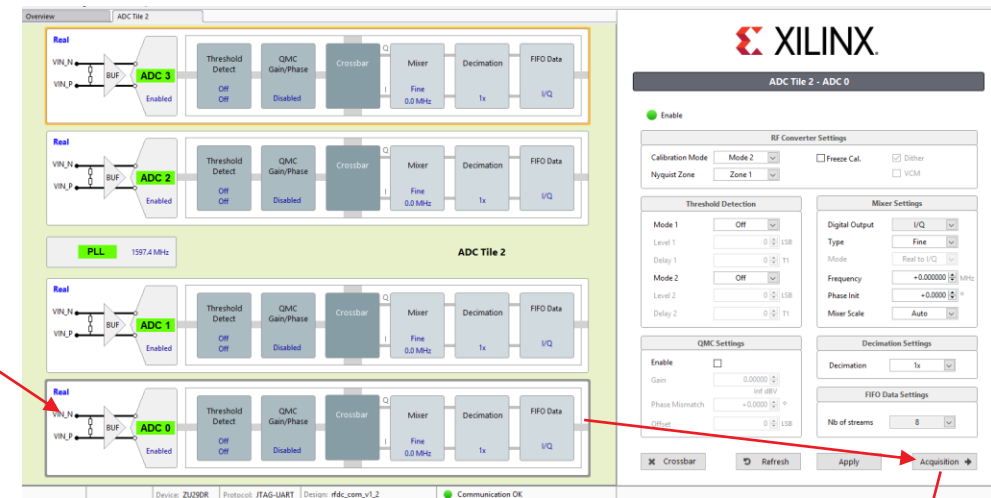 Overview ADC Tile 2
Real
VIN_N
VIN_P
BUF
ADC 3
Enabled
Threshold Detect
Off
Off
QMC Gain/Phase
Disabled
Crossbar
Q
I
Mixer
Fine
0.0 MHz
Decimation
1x
FIFO Data
I/Q
Real
VIN_N
VIN_P
BUF
ADC 2
Enabled
Threshold Detect
Off
Off
QMC Gain/Phase
Disabled
Crossbar
Q
I
Mixer
Fine
0.0 MHz
Decimation
1x
FIFO Data
I/Q
PLL 1597.4 MHz
ADC Tile 2
Real
VIN_N
VIN_P
BUF
ADC 1
Enabled
Threshold Detect
Off
Off
QMC Gain/Phase
Disabled
Crossbar
Q
I
Mixer
Fine
0.0 MHz
Decimation
1x
FIFO Data
I/Q
Real
VIN_N
VIN_P
BUF
ADC 0
Enabled
Threshold Detect
Off
Off
QMC Gain/Phase
Disabled
Crossbar
Q
I
Mixer
Fine
0.0 MHz
Decimation
1x
FIFO Data
I/Q
XILINX.
ADC Tile 2 - ADC 0
Enable
RF Converter Settings
Calibration Mode Mode 2 Freeze Cal. Dither
Nyquist Zone Zone 1 VCM
Threshold Detection
Mode 1 Off
Level 1 0 LSB
Delay 1 0 T1
Mode 2 Off
Level 2 0 LSB
Delay 2 0 T1
Mixer Settings
Digital Output I/Q
Type Fine
Mode Real to I/Q
Frequency +0.000000 MHz
Phase Init +0.0000 °
Mixer Scale Auto
QMC Settings
Enable
Gain 0.00000
Inf dBV
Phase Mismatch +0.0000 °
Offset 0 LSB
Decimation Settings
Decimation 1x
FIFO Data Settings
Nb of streams 8
Crossbar Refresh Apply Acquisition
Device: ZU29DR Protocol: JTAG-UART Design: rfdc_com_v1_2 Communication OK